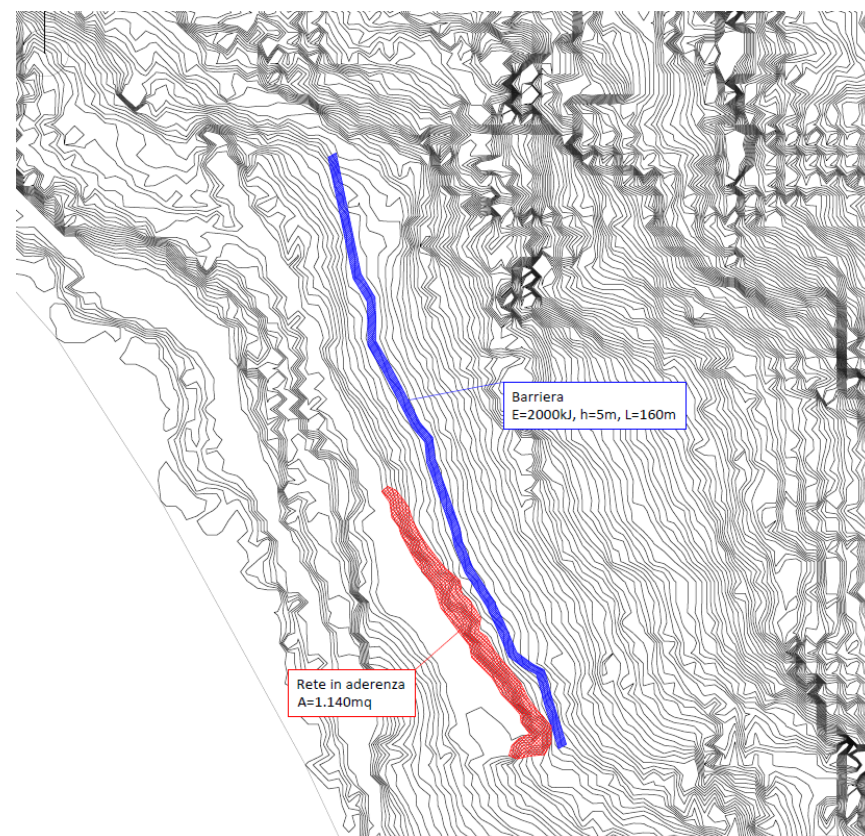 Barriera
E=2000kJ, h=5m, L=160m
Rete in aderenza
A=1.140mq